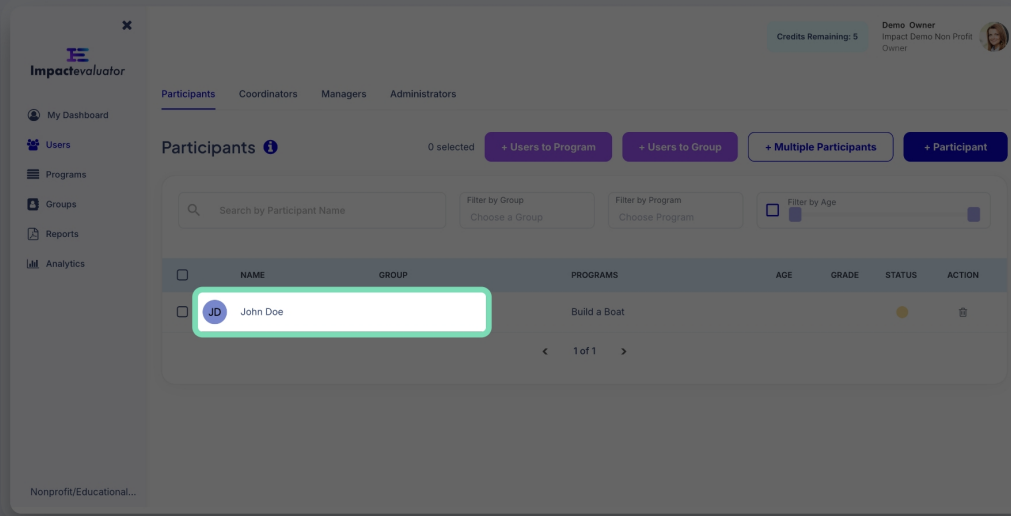 Credits Remaining: 5
Demo Owner
Impact Demo Non Profit
Owner
Impactevaluator
My Dashboard
Users
Programs
Groups
Reports
Analytics
Nonprofit/Educational...
Participants Coordinators Managers Administrators
Participants
0 selected
+ Users to Program
+ Users to Group
+ Multiple Participants
+ Participant
Search by Participant Name
Filter by Group
Choose a Group
Filter by Program
Choose Program
Filter by Age
NAME GROUP PROGRAMS AGE GRADE STATUS ACTION
JD John Doe Build a Boat
1 of 1